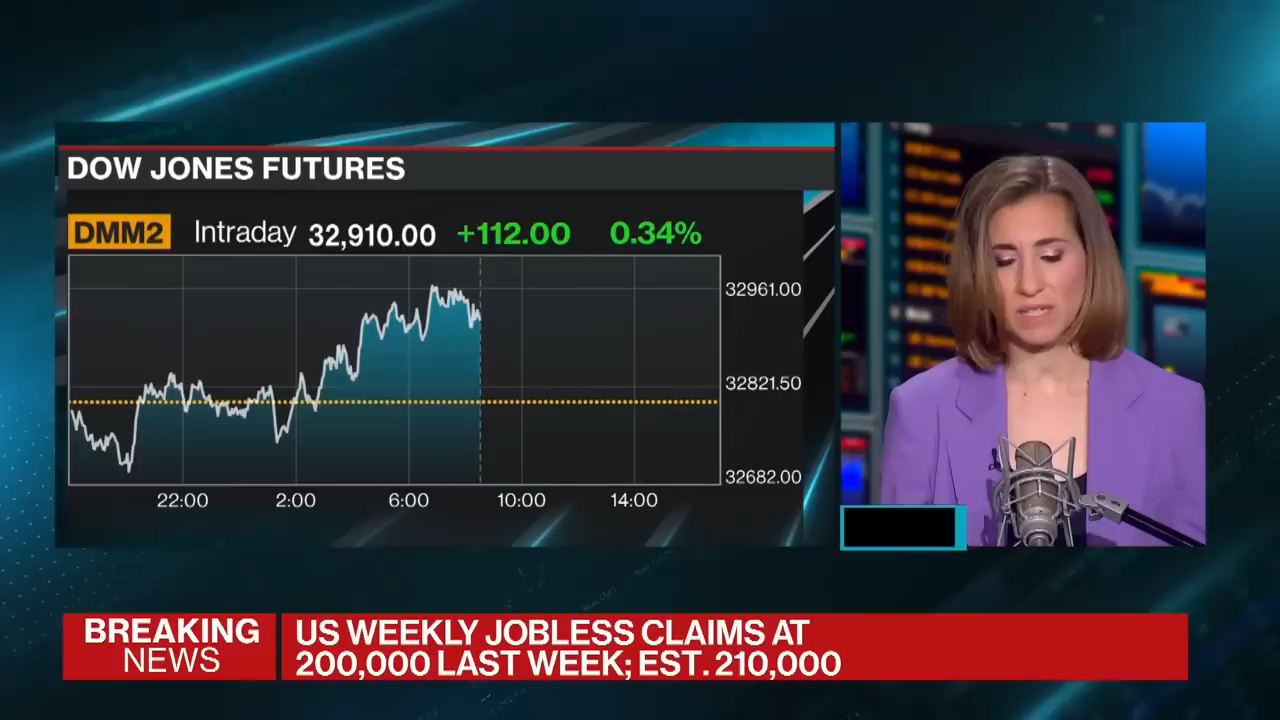 DOW JONES FUTURES
DMM2 Intraday 32,910.00 +112.00 0.34%
32961.00
32821.50
32682.00
22:00 2:00 6:00 10:00 14:00
BREAKING
NEWS
US WEEKLY JOBLESS CLAIMS AT
200,000 LAST WEEK; EST. 210,000